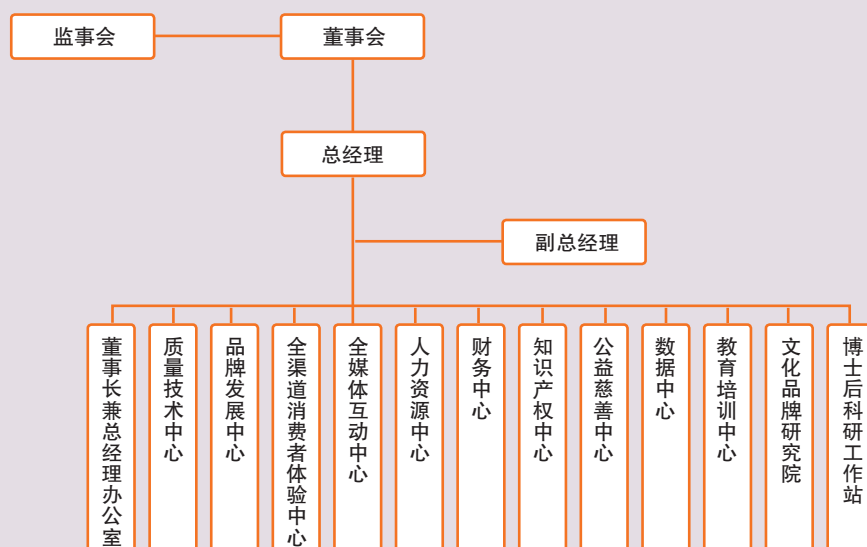 监事会
董事会
总经理
副总经理
董事长兼总经理办公室
质量技术中心
品牌发展中心
全渠道消费者体验中心
全媒体互动中心
人力资源中心
财务中心
知识产权中心
公益慈善中心
数据中心
教育培训中心
文化品牌研究院
博士后科研工作站